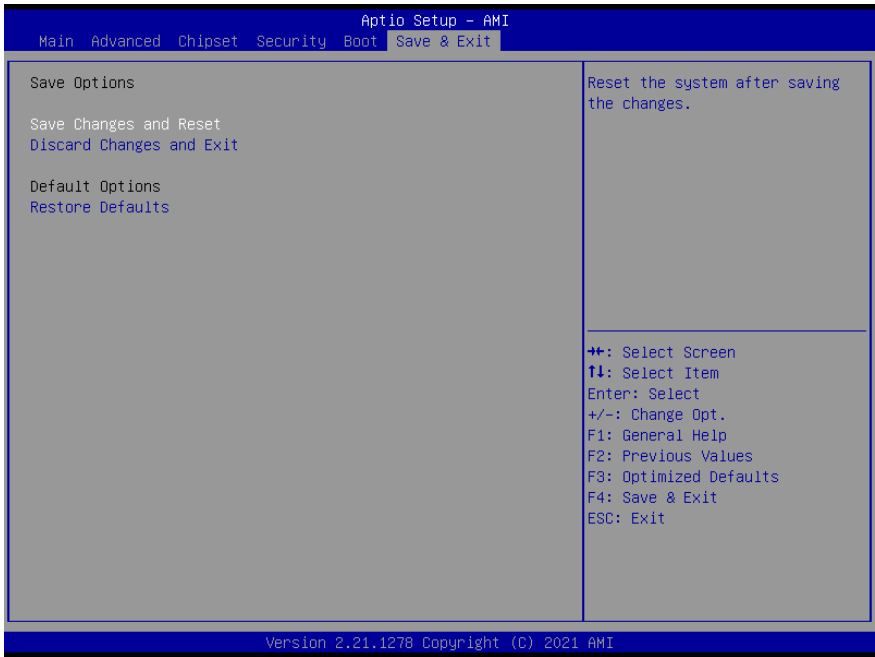 Aptio Setup – AMI
Main Advanced Chipset Security Boot Save & Exit
Save Options
Save Changes and Reset
Discard Changes and Exit
Default Options
Restore Defaults
Reset the system after saving
the changes.
→←: Select Screen
↑↓: Select Item
Enter: Select
+/-: Change Opt.
F1: General Help
F2: Previous Values
F3: Optimized Defaults
F4: Save & Exit
ESC: Exit
Version 2.21.1278 Copyright (C) 2021 AMI